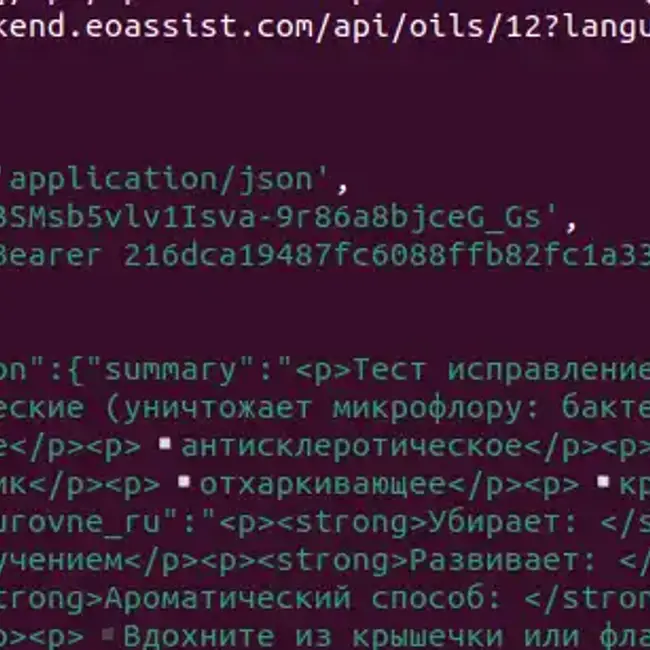 kend.eoassist.com/api/oils/12?langu
'application/json',
3SMsb5vlv1Isva-9r86a8bjceG_Gs',
Bearer 216dca19487fc6088ffb82fc1a33
on":{"summary":"<p>Тест исправление
еские (уничтожает микрофлору: бакте
е</p><p> ▪антисклеротическое</p><p>
ик</p><p> ▪отхаркивающее</p><p> ▪кр
urovne_ru":"<p><strong>Убирает: </s
учением</p><p><strong>Развивает: </
trong>Ароматический способ: </stron
p><p> ▪Вдохните из крышечки или фла